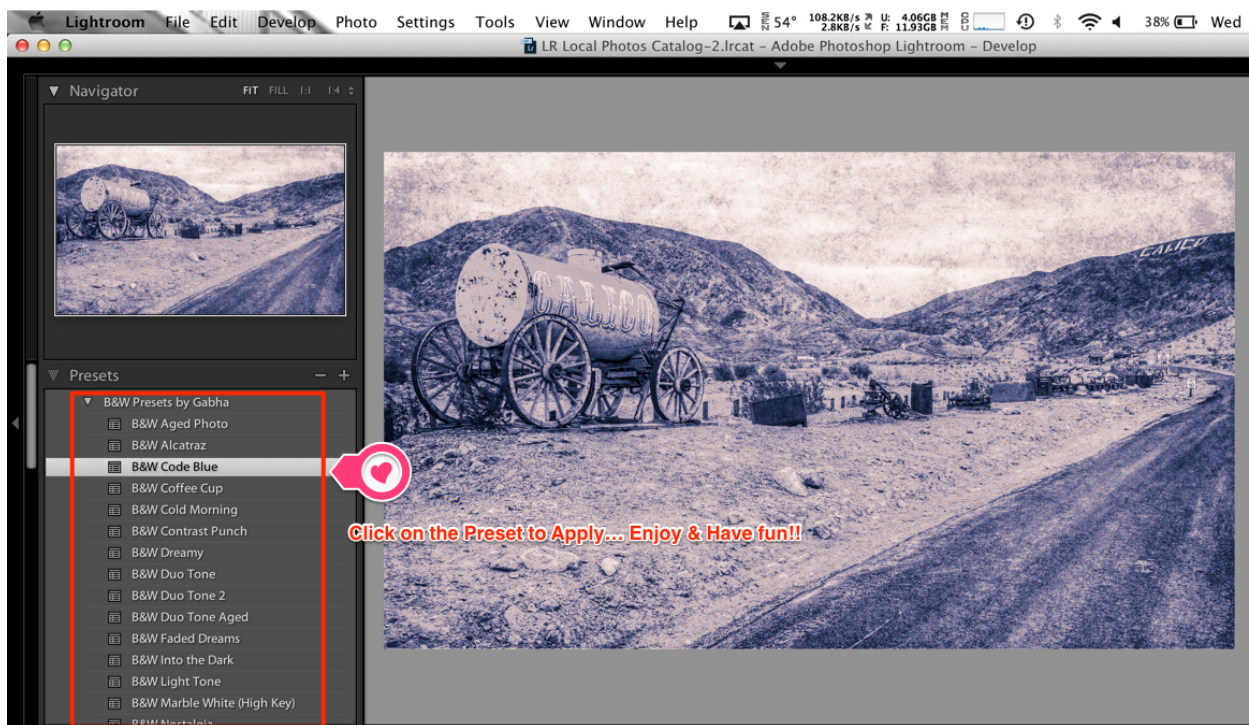 Lightroom File Edit Develop Photo Settings Tools View Window Help SEN 54° 108.2KB/s U: 4.06GB MEM CPU 38% Wed
2.8KB/s F: 11.93GB
LR Local Photos Catalog-2.lrcat – Adobe Photoshop Lightroom – Develop
Navigator FIT FILL 1:1 1:4
CALICO
CALICO
Presets − +
B&W Presets by Gabha
B&W Aged Photo
B&W Alcatraz
B&W Code Blue
B&W Coffee Cup
B&W Cold Morning
B&W Contrast Punch
Click on the Preset to Apply... Enjoy & Have fun!!
B&W Dreamy
B&W Duo Tone
B&W Duo Tone 2
B&W Duo Tone Aged
B&W Faded Dreams
B&W Into the Dark
B&W Light Tone
B&W Marble White (High Key)
B&W Nostalgia